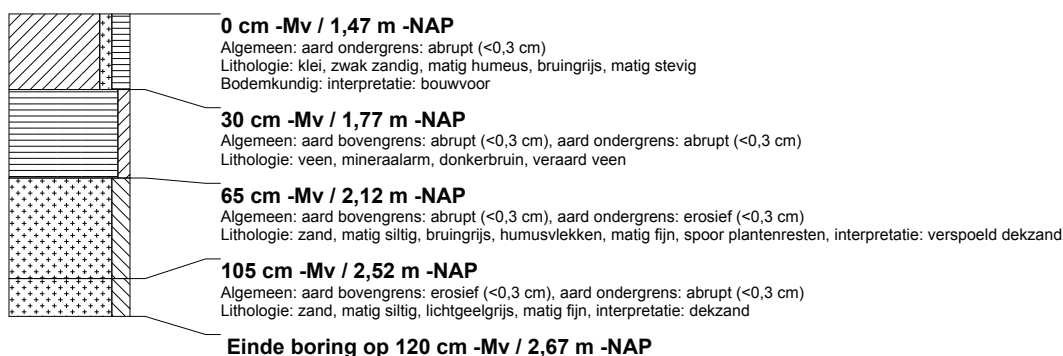 0 cm -Mv / 1,47 m -NAP
Algemeen: aard ondergrens: abrupt (<0,3 cm)
Lithologie: klei, zwak zandig, matig humeus, bruingrijs, matig stevig
Bodemkundig: interpretatie: bouwvoor
30 cm -Mv / 1,77 m -NAP
Algemeen: aard bovengrens: abrupt (<0,3 cm), aard ondergrens: abrupt (<0,3 cm)
Lithologie: veen, mineraalarm, donkerbruin, veraard veen
65 cm -Mv / 2,12 m -NAP
Algemeen: aard bovengrens: abrupt (<0,3 cm), aard ondergrens: erosief (<0,3 cm)
Lithologie: zand, matig siltig, bruingrijs, humusvlekken, matig fijn, spoor plantenresten, interpretatie: verspoeld dekzand
105 cm -Mv / 2,52 m -NAP
Algemeen: aard bovengrens: erosief (<0,3 cm), aard ondergrens: abrupt (<0,3 cm)
Lithologie: zand, matig siltig, lichtgeelgrijs, matig fijn, interpretatie: dekzand
Einde boring op 120 cm -Mv / 2,67 m -NAP